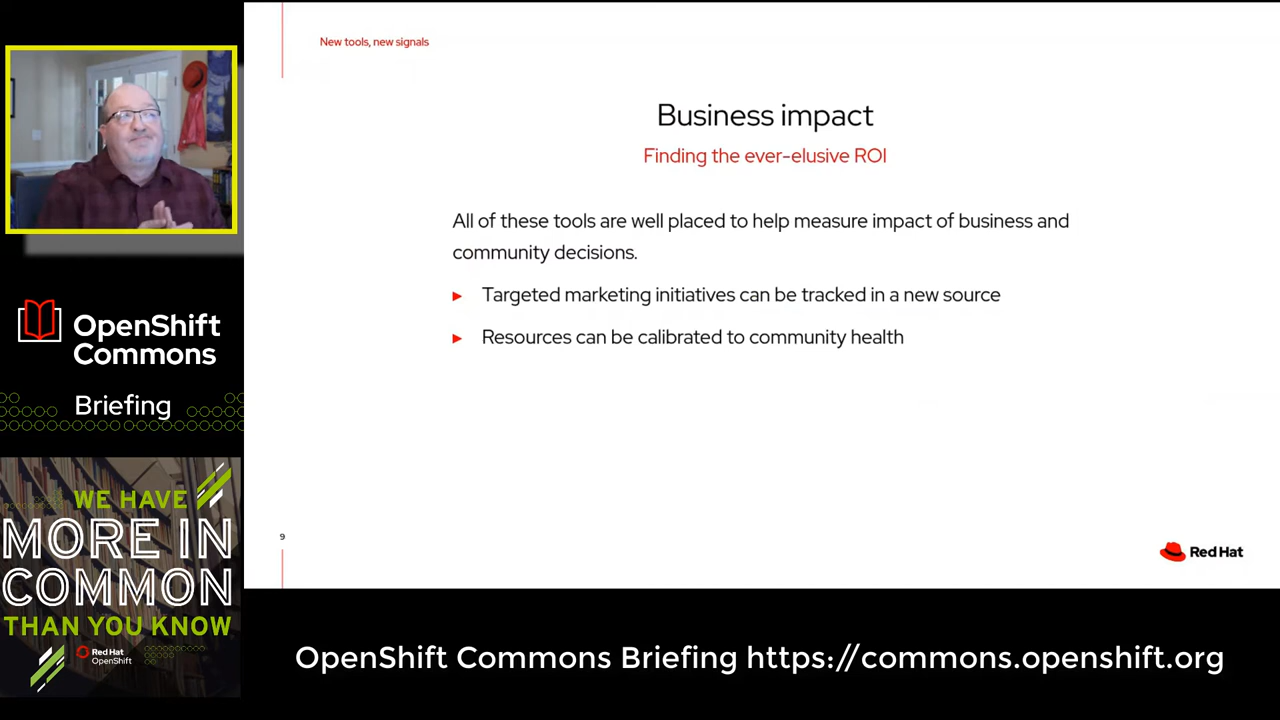 New tools, new signals
Business impact
Finding the ever-elusive ROI
All of these tools are well placed to help measure impact of business and
community decisions.
Targeted marketing initiatives can be tracked in a new source
Resources can be calibrated to community health
9
Red Hat
OpenShift
Commons
Briefing
WE HAVE
MORE IN
COMMON
THAN YOU KNOW
Red Hat
OpenShift
OpenShift Commons Briefing https://commons.openshift.org